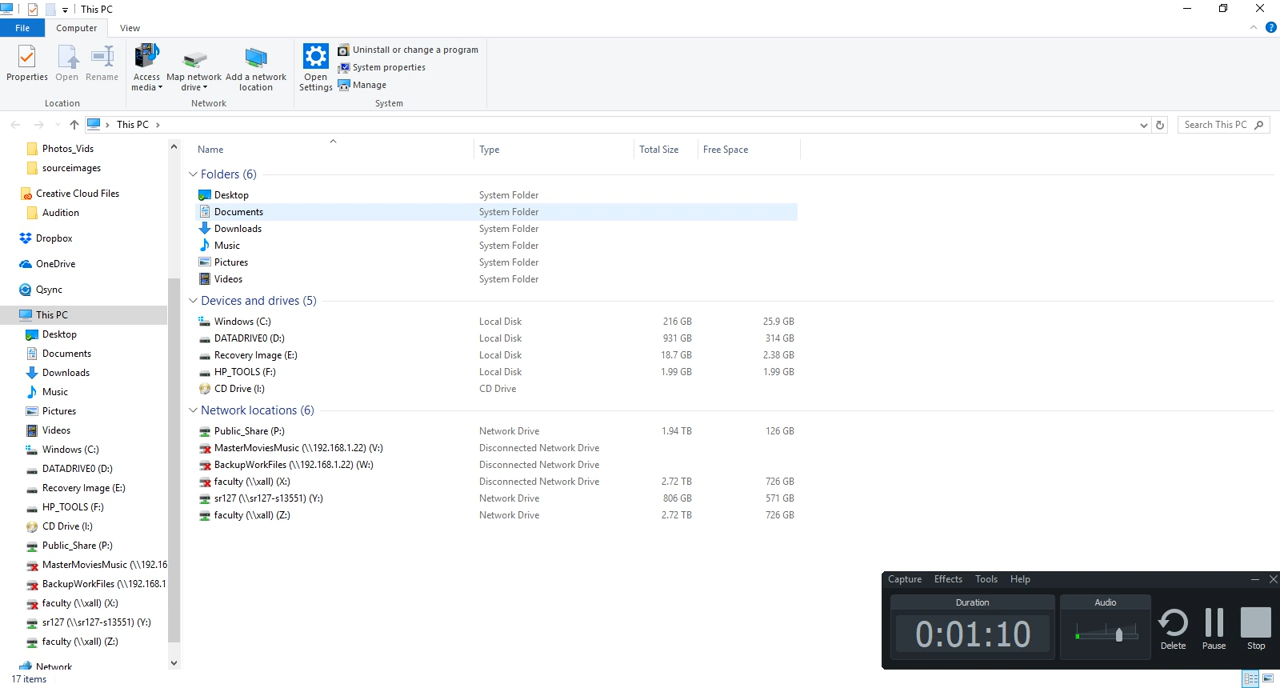 This PC
File Computer View
Properties Open Rename Access media Map network drive Add a network location Open Settings Uninstall or change a program
System properties
Manage
Location Network System
This PC Search This PC
Photos_Vids
sourceimages
Creative Cloud Files
Audition
Dropbox
OneDrive
Qsync
This PC
Desktop
Documents
Downloads
Music
Pictures
Videos
Windows (C:)
DATADRIVE0 (D:)
Recovery Image (E:)
HP_TOOLS (F:)
CD Drive (I:)
Public_Share (P:)
MasterMoviesMusic (\\192.16
BackupWorkFiles (\\192.168.1
faculty (\\xall) (X:)
sr127 (\\sr127-s13551) (Y:)
faculty (\\xall) (Z:)
Network
Name Type Total Size Free Space
Folders (6)
Desktop System Folder
Documents System Folder
Downloads System Folder
Music System Folder
Pictures System Folder
Videos System Folder
Devices and drives (5)
Windows (C:) Local Disk 216 GB 25.9 GB
DATADRIVE0 (D:) Local Disk 931 GB 314 GB
Recovery Image (E:) Local Disk 18.7 GB 2.38 GB
HP_TOOLS (F:) Local Disk 1.99 GB 1.99 GB
CD Drive (I:) CD Drive
Network locations (6)
Public_Share (P:) Network Drive 1.94 TB 126 GB
MasterMoviesMusic (\\192.168.1.22) (V:) Disconnected Network Drive
BackupWorkFiles (\\192.168.1.22) (W:) Disconnected Network Drive
faculty (\\xall) (X:) Disconnected Network Drive 2.72 TB 726 GB
sr127 (\\sr127-s13551) (Y:) Network Drive 806 GB 571 GB
faculty (\\xall) (Z:) Network Drive 2.72 TB 726 GB
Capture Effects Tools Help
Duration Audio
0:01:10
Delete Pause Stop
17 items